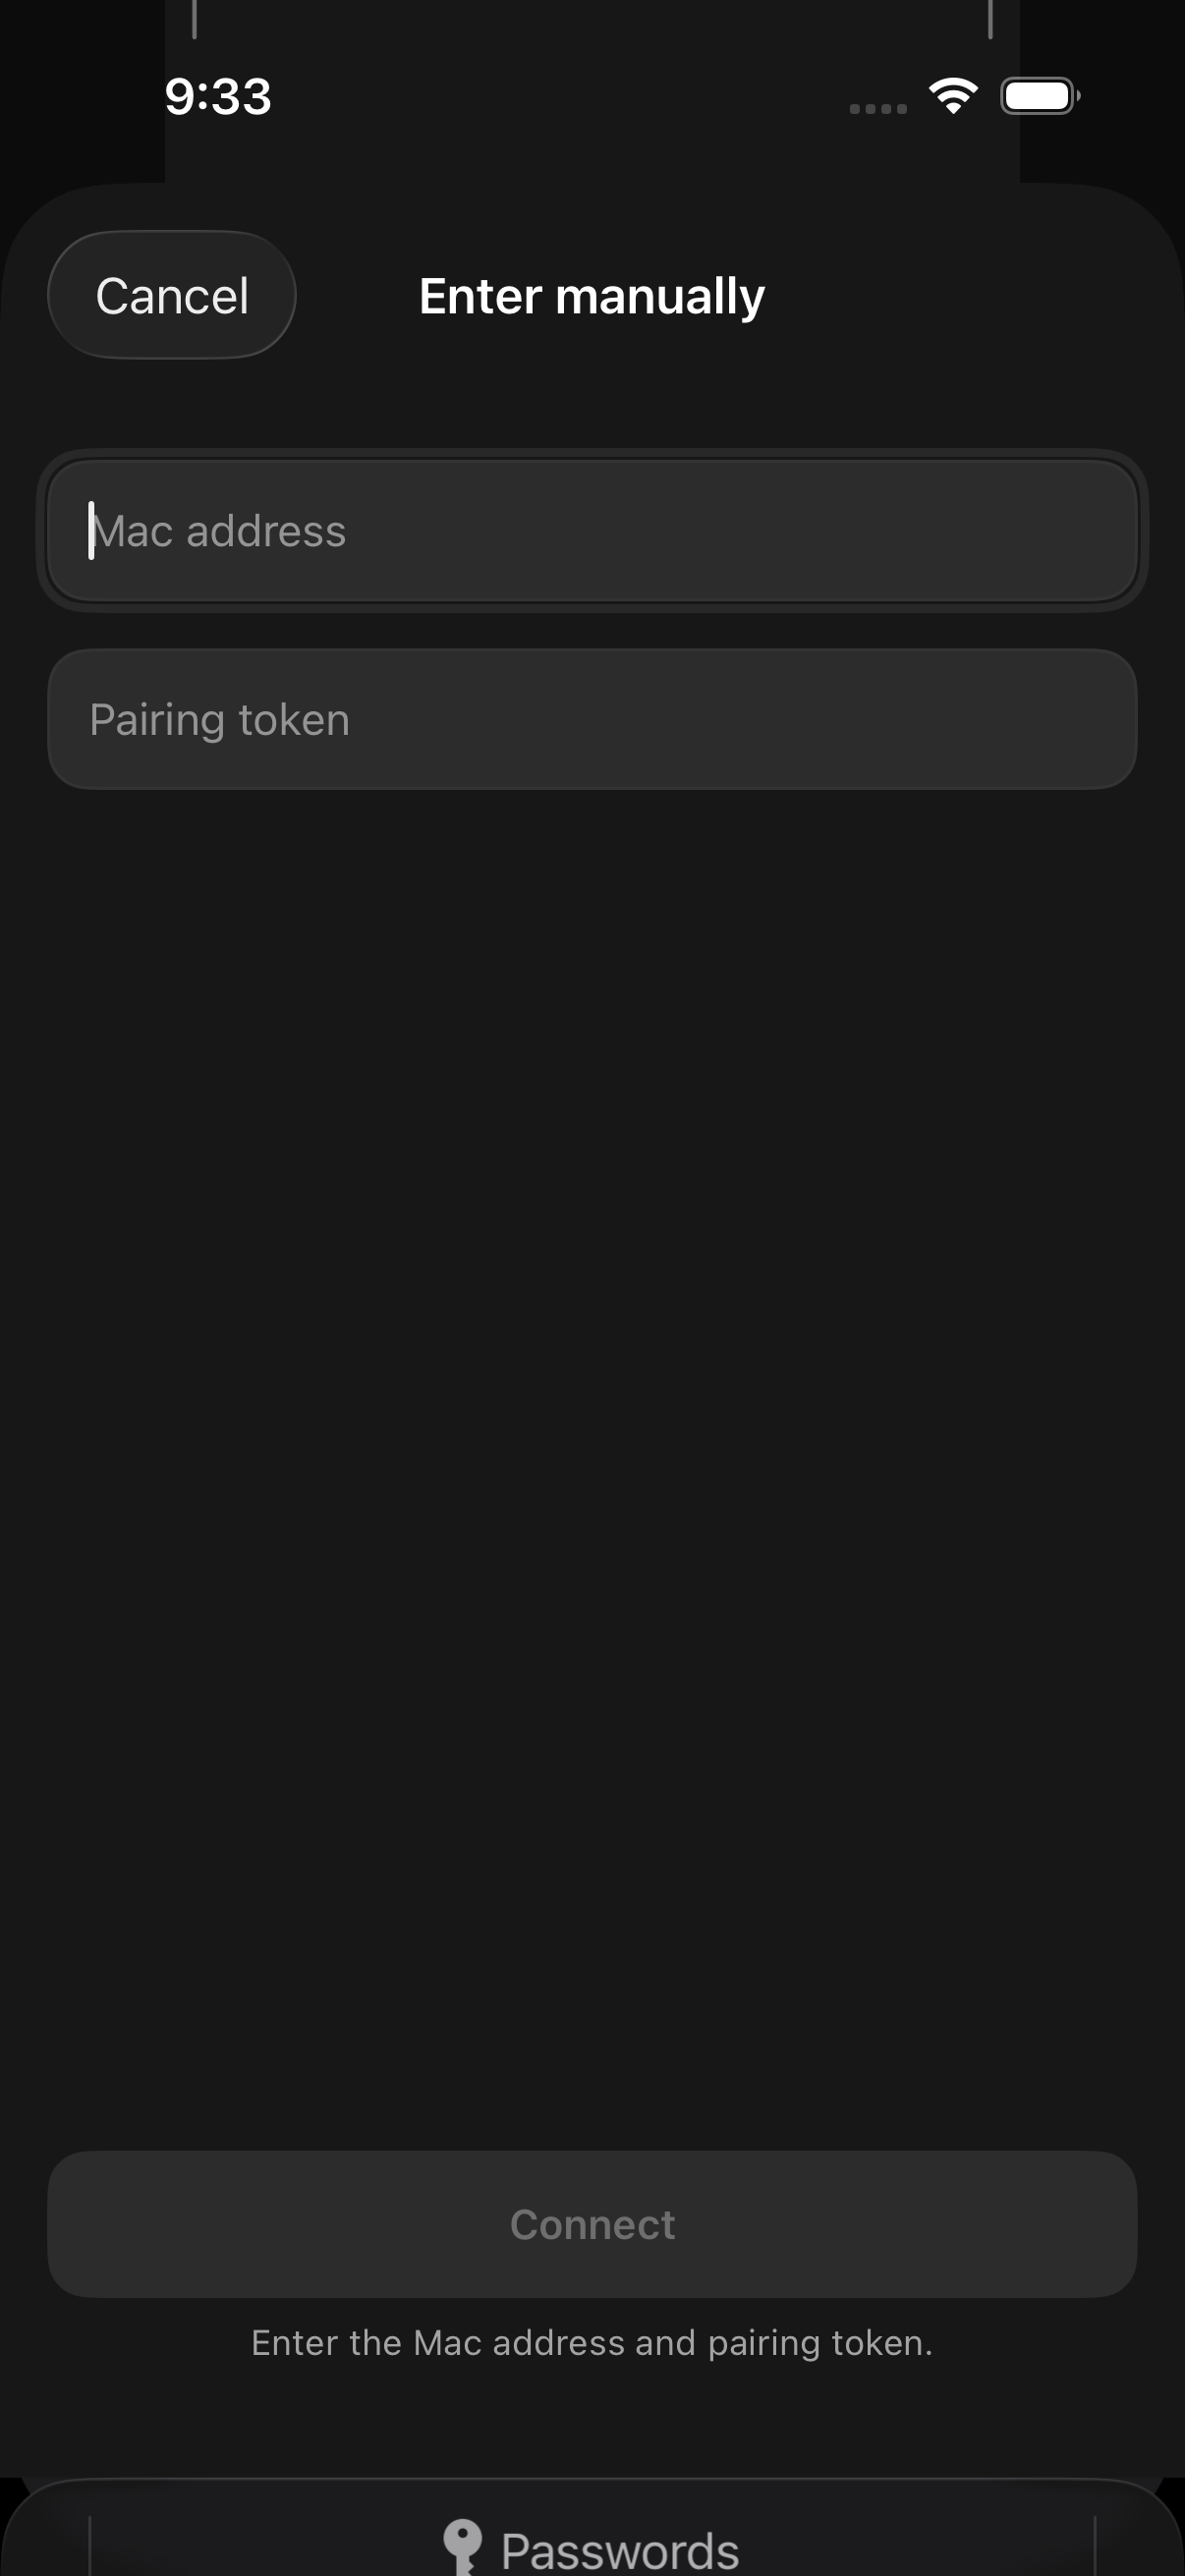 9:33
Cancel
Enter manually
Mac address
Pairing token
Connect
Enter the Mac address and pairing token.
Passwords